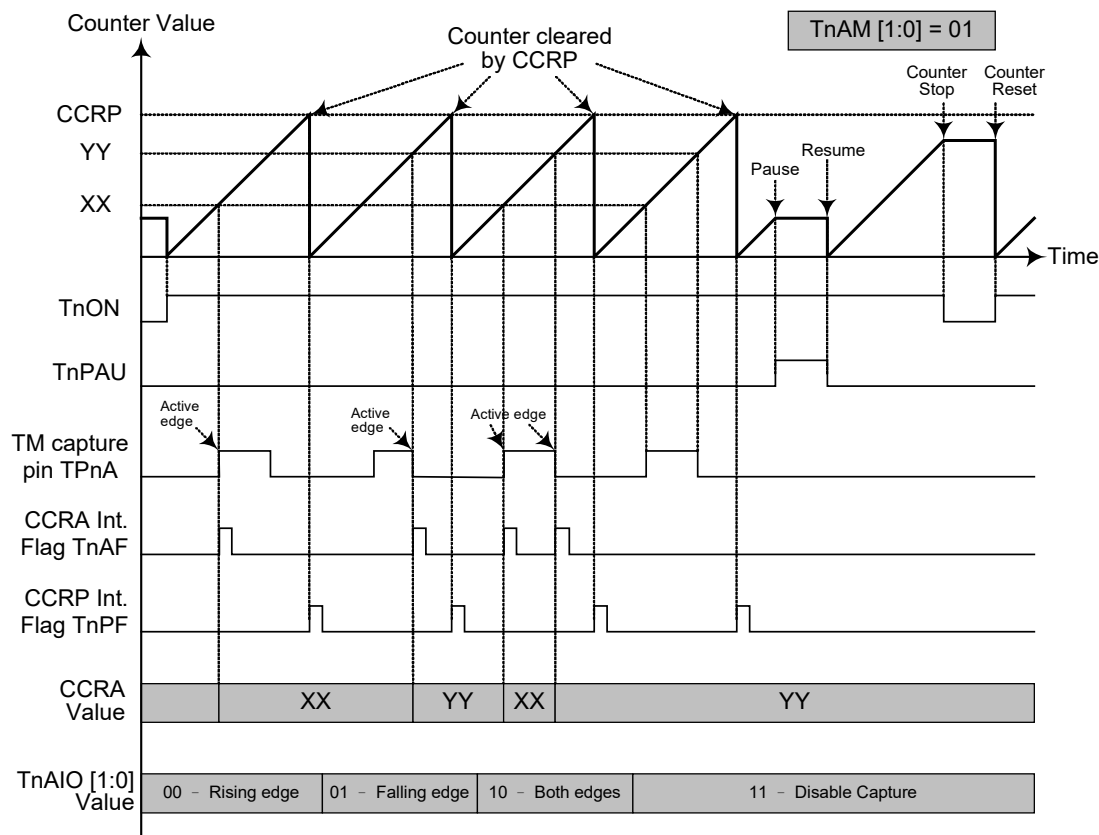 Counter Value
TnAM [1:0] = 01
Counter cleared
by CCRP
Counter
Stop
Counter
Reset
CCRP
YY
XX
Pause
Resume
Time
TnON
TnPAU
Active
edge
Active
edge
Active edge
TM capture
pin TPnA
CCRA Int.
Flag TnAF
CCRP Int.
Flag TnPF
CCRA
Value
XX
YY
XX
YY
TnAIO [1:0]
Value
00 – Rising edge
01 – Falling edge
10 – Both edges
11 – Disable Capture